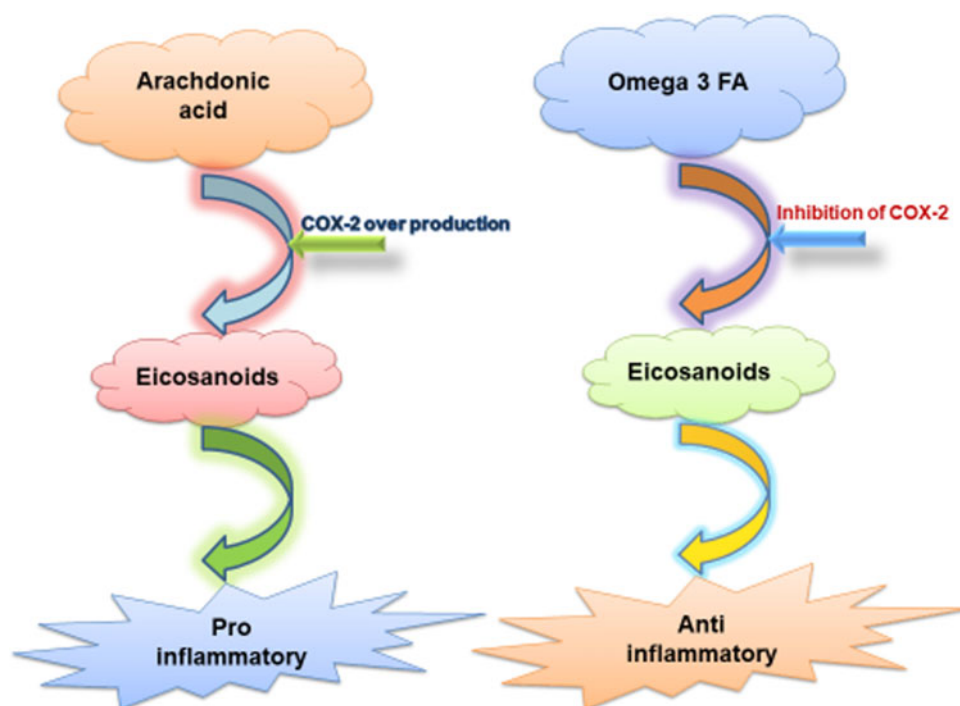 Arachdonic
acid
COX-2 over production
Eicosanoids
Pro
inflammatory
Omega 3 FA
Inhibition of COX-2
Eicosanoids
Anti
inflammatory